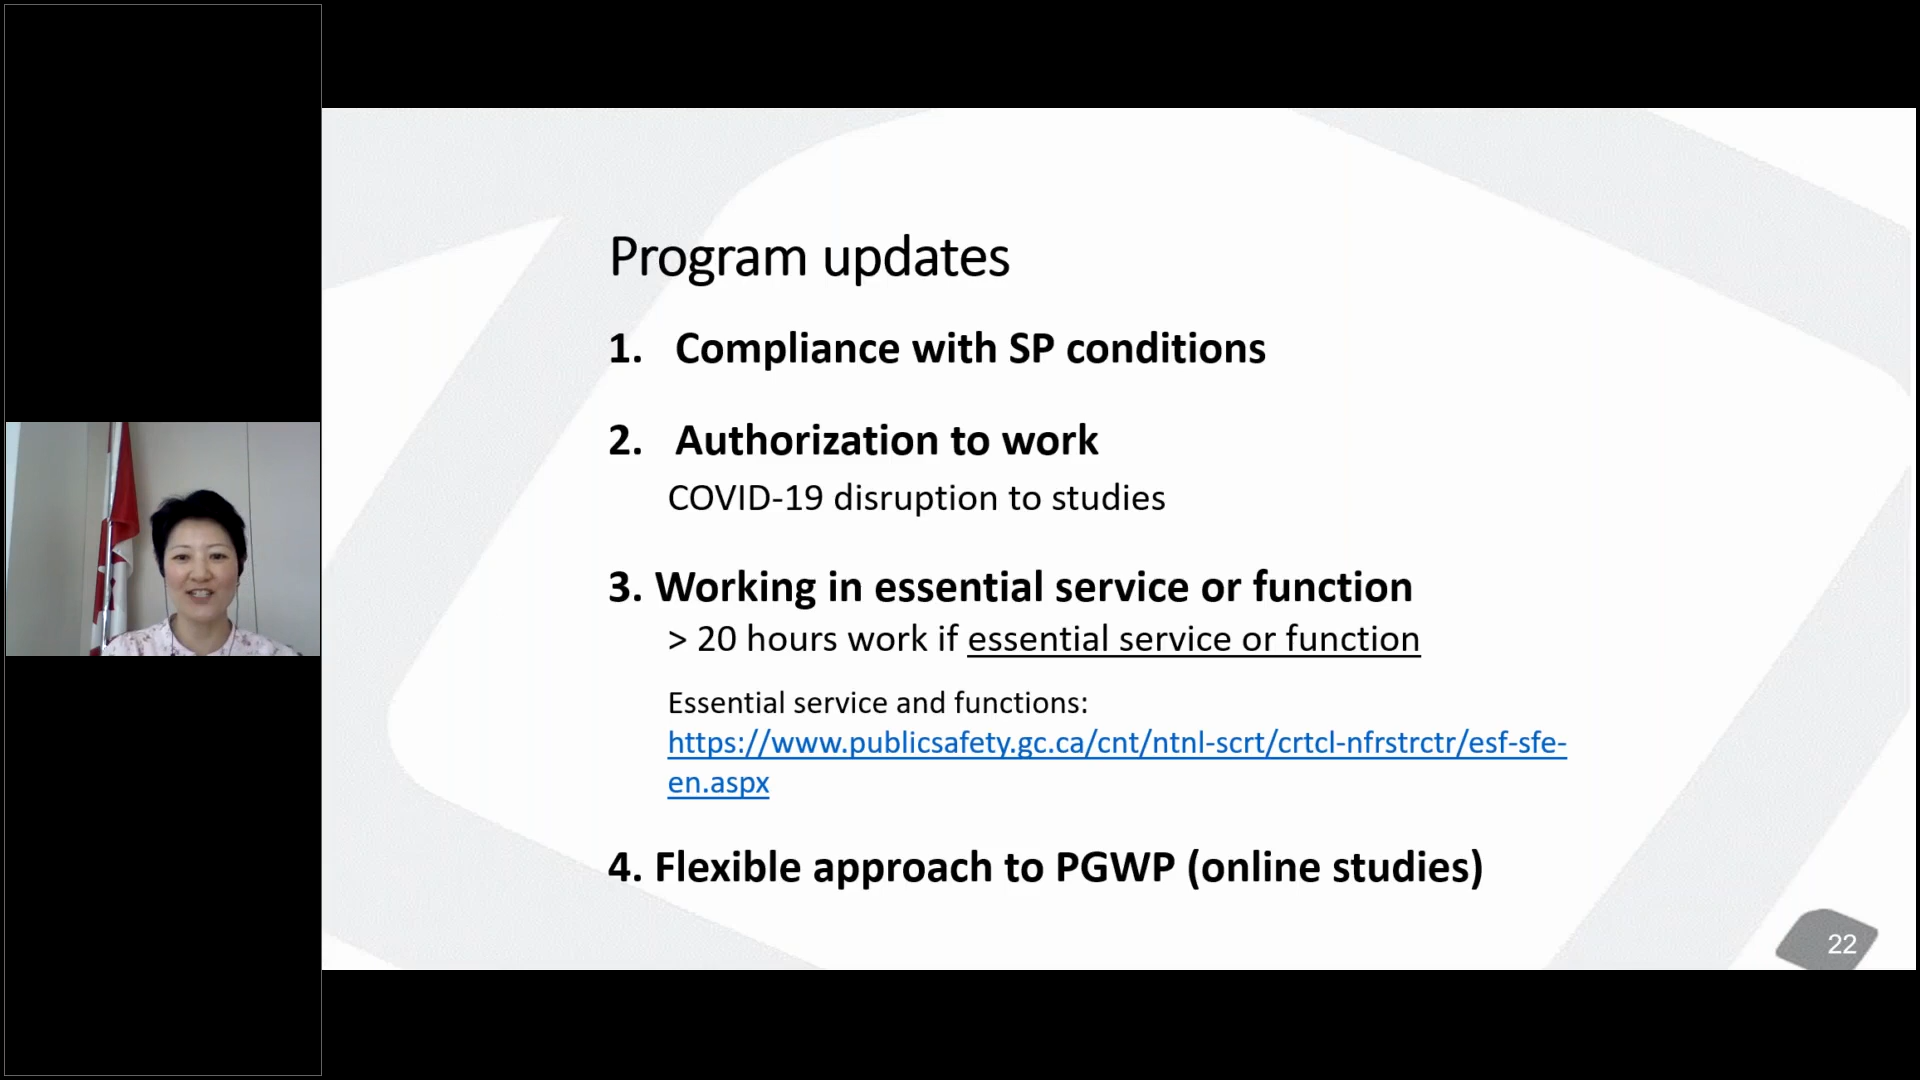 Program updates
1. Compliance with SP conditions
2. Authorization to work
COVID-19 disruption to studies
3. Working in essential service or function
> 20 hours work if essential service or function
Essential service and functions:
https://www.publicsafety.gc.ca/cnt/ntnl-scrt/crtcl-nfrstrctr/esf-sfe-
en.aspx
4. Flexible approach to PGWP (online studies)
22